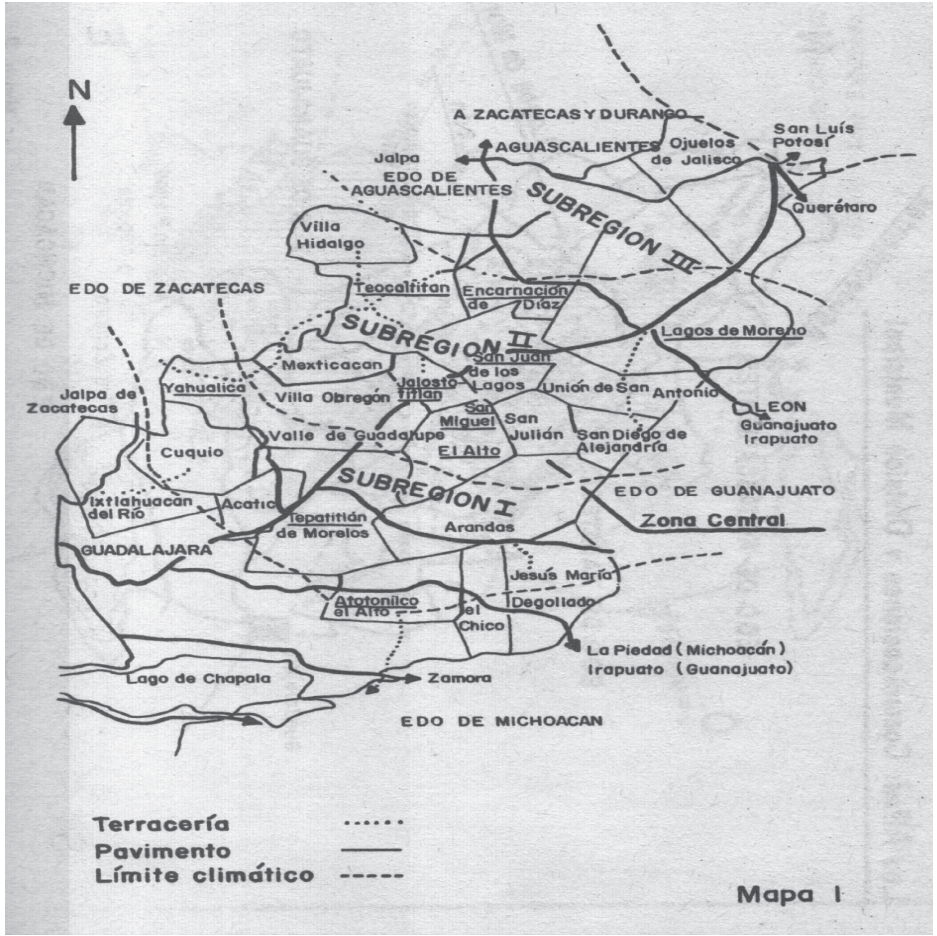 N
A ZACATECAS Y DURANGO
San Luís
Potosí
Jalpa
AGUASCALIENTES
Ojuelos
de Jalisco
EDO DE
AGUASCALIENTES
Querétaro
SUBREGION III
Villa
Hidalgo
EDO DE ZACATECAS
Teocaltitan
Encarnación
de Díaz
SUBREGION II
Lagos de Moreno
Mexticacan
San Juan
de los
Lagos
Jalpa de
Zacatecas
Yahualica
Jalosto
titlan
Unión de San
Antonio
Villa Obregón
LEON
Guanajuato
Irapuato
San
Miguel
El Alto
San
Julián
San Diego de
Alejandría
Valle de Guadalupe
Cuquio
SUBREGION I
EDO DE GUANAJUATO
Ixtlahuacán
del Río
Acatic
Zona Central
Tepatitlán
de Morelos
Arandas
GUADALAJARA
Jesús María
Atotonilco
el Alto
el
Chico
Degollado
La Piedad (Michoacán)
Irapuato (Guanajuato)
Lago de Chapala
Zamora
EDO DE MICHOACAN
Terracería
Pavimento
Límite climático
Mapa I